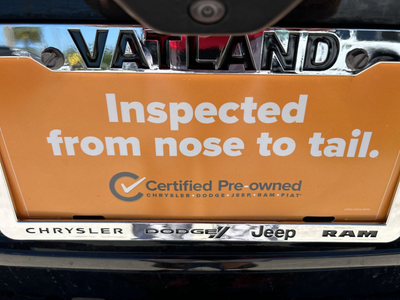 VATLAND
Inspected
from nose to tail.
Certified Pre-owned
CHRYSLER • DODGE • JEEP • RAM • FIAT
CHRYSLER DODGE Jeep RAM